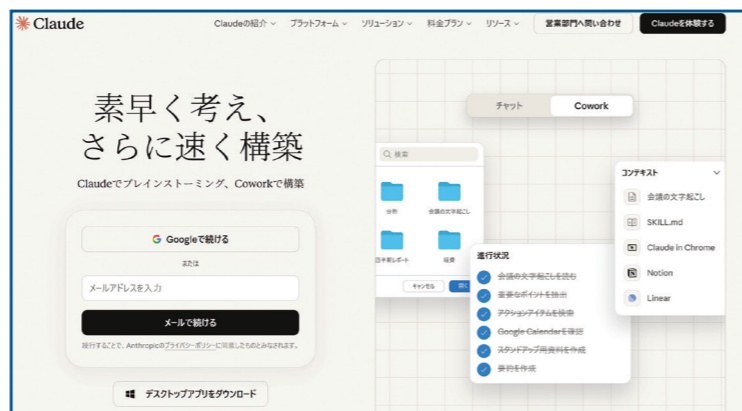 Claude
Claudeの紹介
プラットフォーム
ソリューション
料金プラン
リソース
営業部門へ問い合わせ
Claudeを体験する
素早く考え、
さらに速く構築
Claudeでブレインストーミング、Coworkで構築
Googleで続ける
または
メールアドレスを入力
メールで続ける
続行することで、Anthropicのプライバシーポリシーに同意したものとみなされます。
デスクトップアプリをダウンロード
チャット
Cowork
検索
分析
会議の文字起こし
四半期レポート
経費
キャンセル
開く
コンテキスト
会議の文字起こし
SKILL.md
Claude in Chrome
Notion
Linear
進行状況
会議の文字起こしを読む
重要なポイントを抽出
アクションアイテムを検索
Google Calendarを確認
スタンドアップ用資料を作成
要約を作成